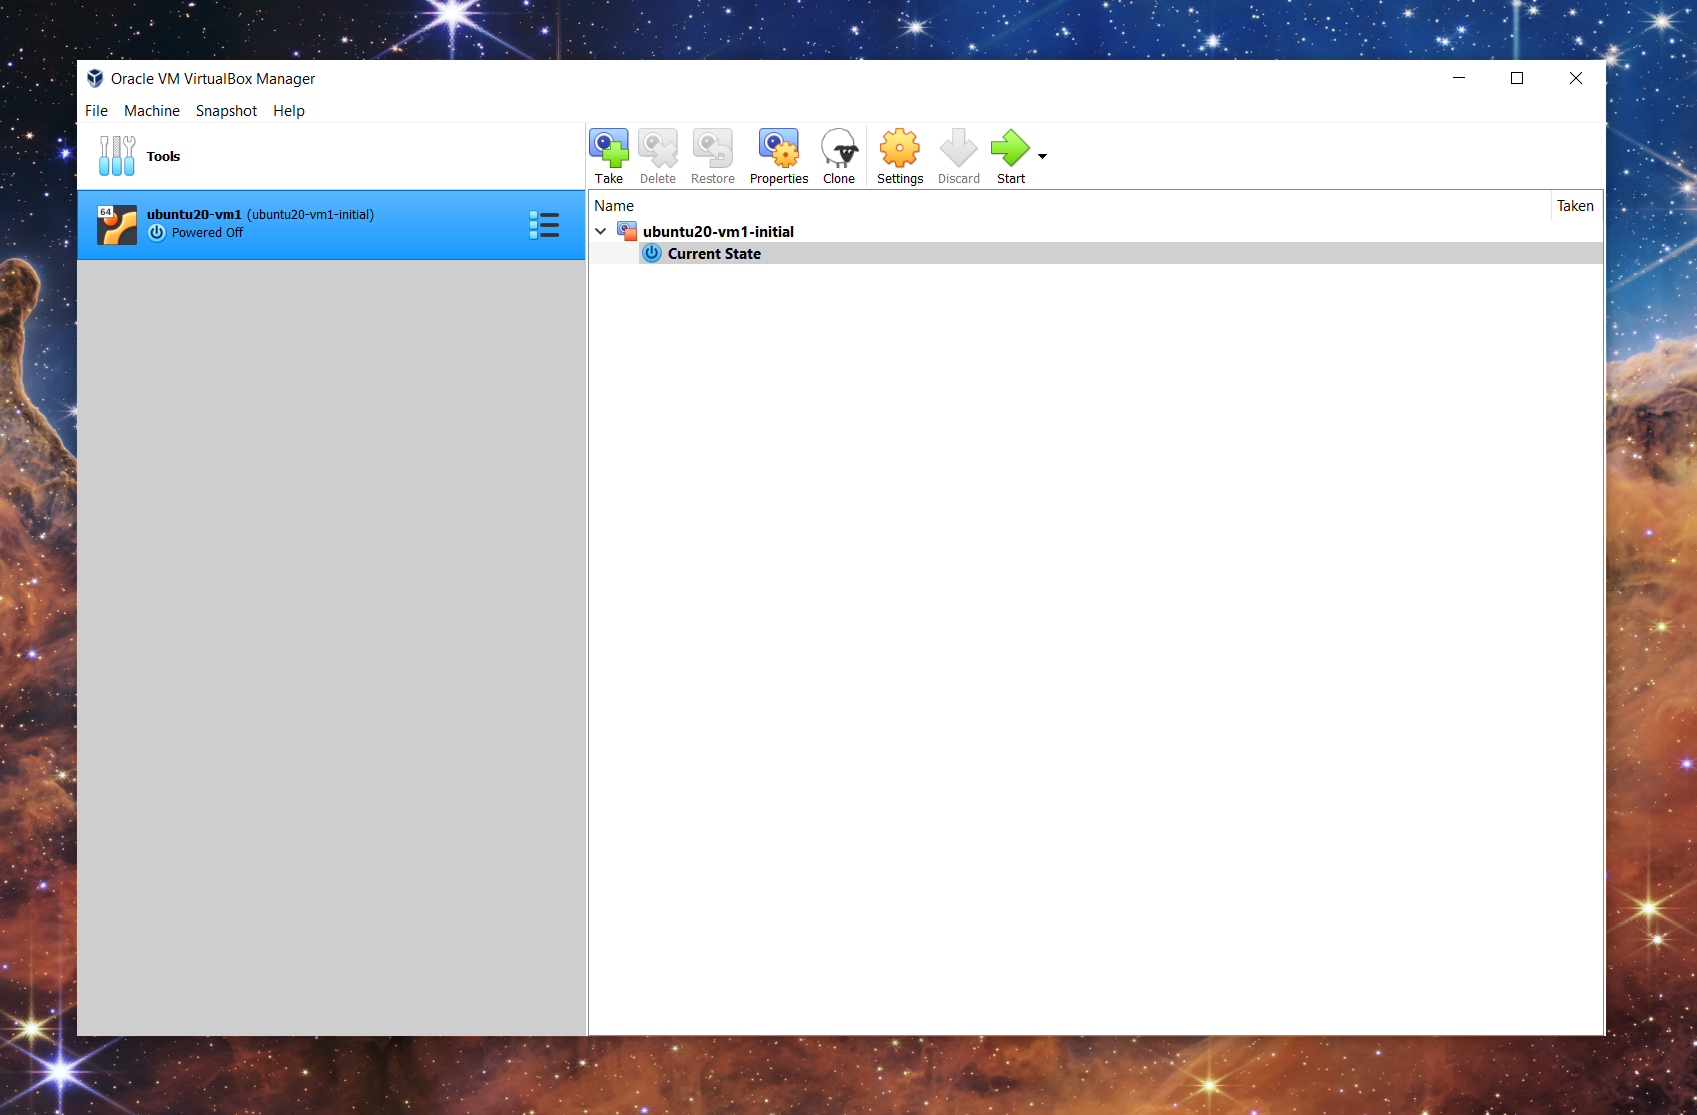 Oracle VM VirtualBox Manager
File Machine Snapshot Help
Tools
Take Delete Restore Properties Clone Settings Discard Start
64
ubuntu20-vm1 (ubuntu20-vm1-initial)
Powered Off
Name Taken
ubuntu20-vm1-initial
Current State